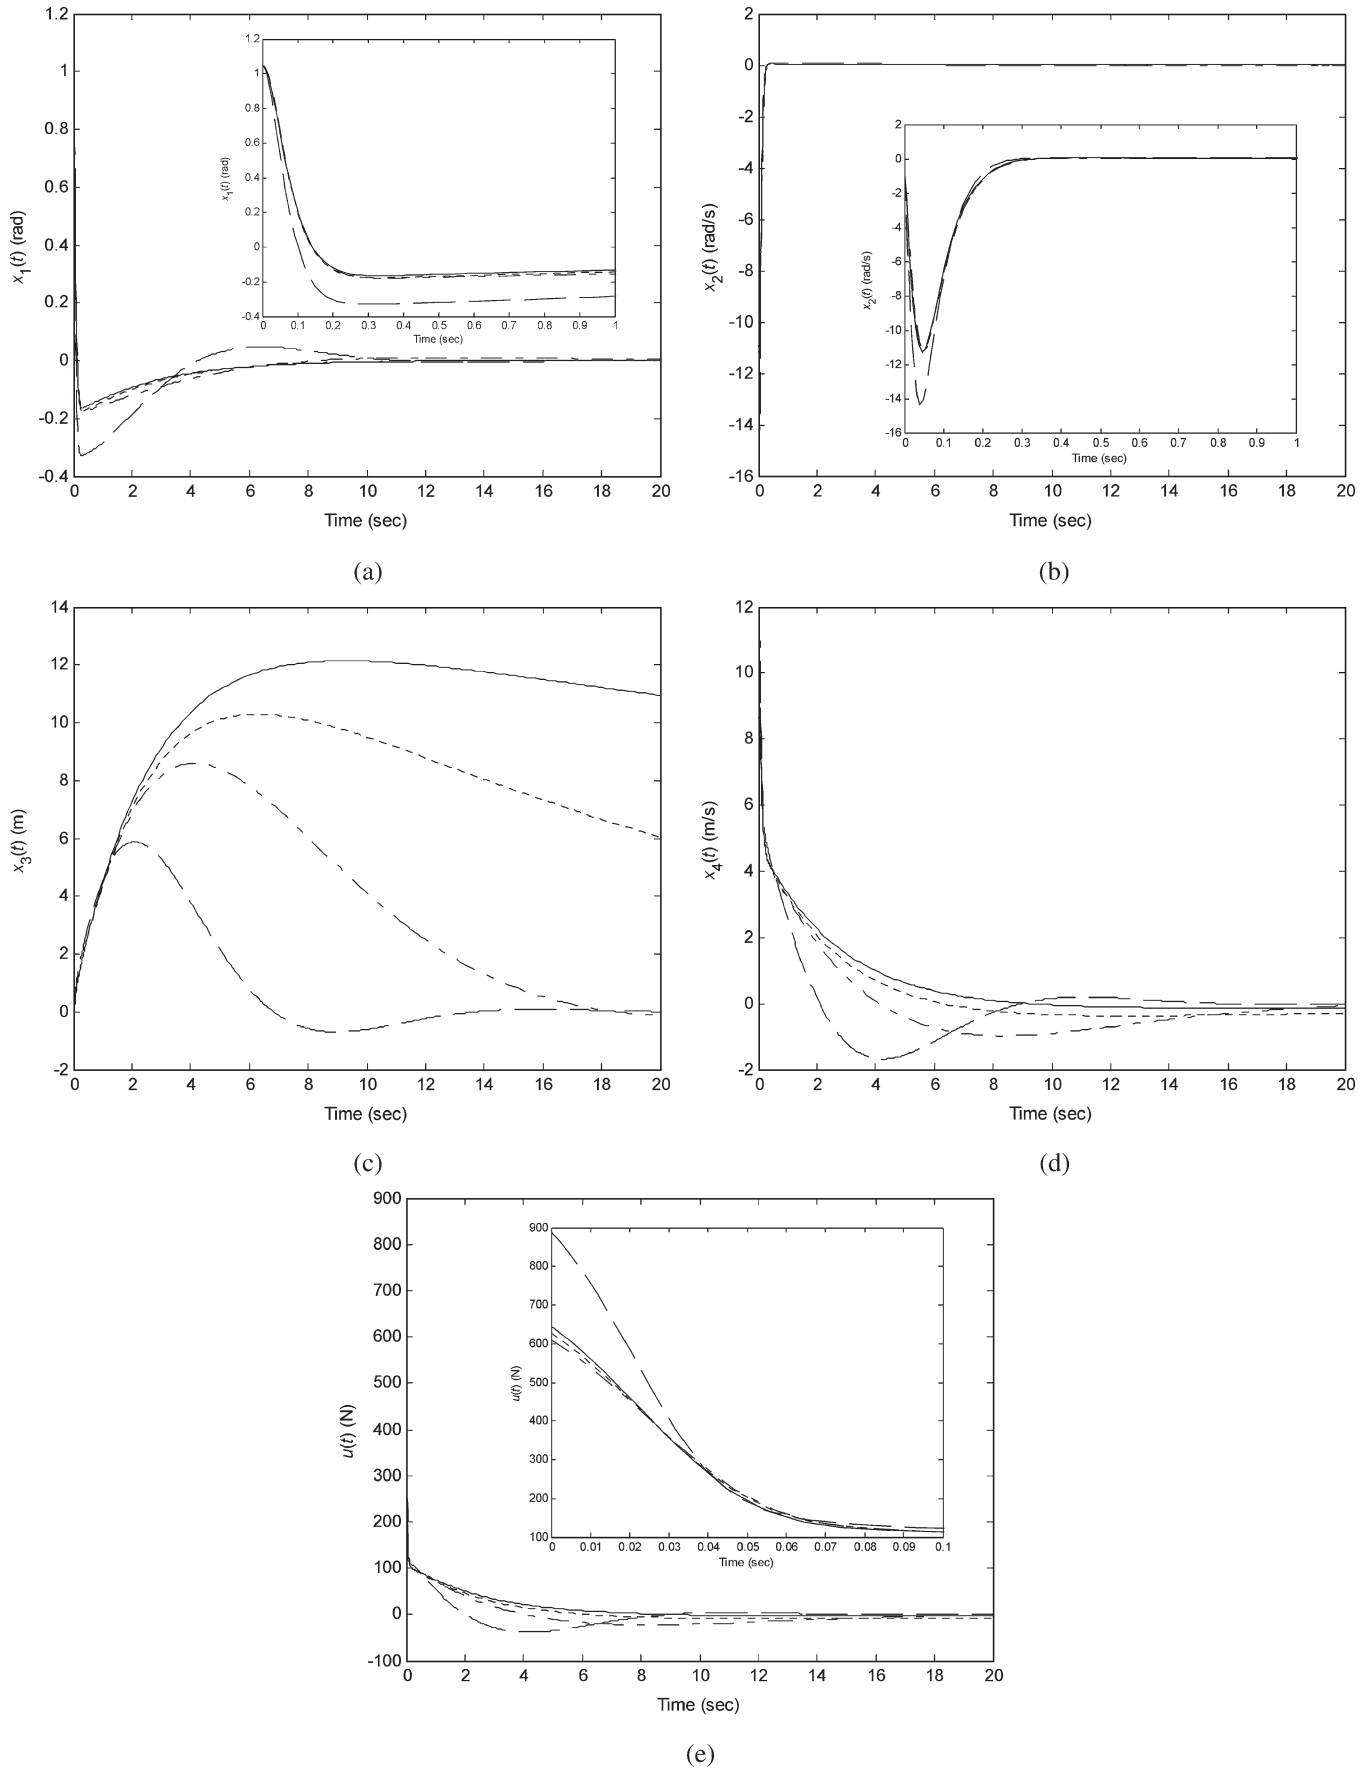 1.2
1
0.8
0.6
0.4
0.2
0
-0.2
-0.4
x1(t) (rad)
0 2 4 6 8 10 12 14 16 18 20
Time (sec)
1.2
1
0.8
0.6
0.4
0.2
0
-0.2
-0.4
x1(t) (rad)
0 0.1 0.2 0.3 0.4 0.5 0.6 0.7 0.8 0.9 1
Time (sec)
(a)
2
0
-2
-4
-6
-8
-10
-12
-14
-16
x2(t) (rad/s)
0 2 4 6 8 10 12 14 16 18 20
Time (sec)
2
0
-2
-4
-6
-8
-10
-12
-14
-16
x2(t) (rad/s)
0 0.1 0.2 0.3 0.4 0.5 0.6 0.7 0.8 0.9 1
Time (sec)
(b)
14
12
10
8
6
4
2
0
-2
x3(t) (m)
0 2 4 6 8 10 12 14 16 18 20
Time (sec)
(c)
12
10
8
6
4
2
0
-2
x4(t) (m/s)
0 2 4 6 8 10 12 14 16 18 20
Time (sec)
(d)
900
800
700
600
500
400
300
200
100
0
-100
u(t) (N)
0 2 4 6 8 10 12 14 16 18 20
Time (sec)
900
800
700
600
500
400
300
200
100
u(t) (N)
0 0.01 0.02 0.03 0.04 0.05 0.06 0.07 0.08 0.09 0.1
Time (sec)
(e)